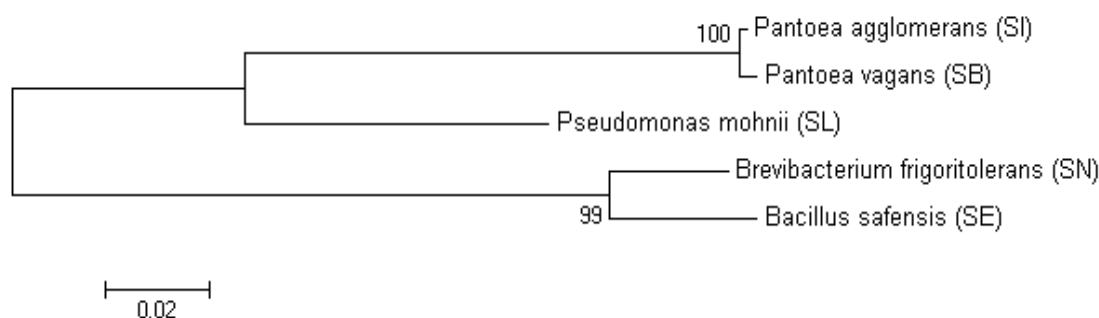 100
Pantoea agglomerans (SI)
Pantoea vagans (SB)
Pseudomonas mohnii (SL)
Brevibacterium frigoritolerans (SN)
99
Bacillus safensis (SE)
0.02